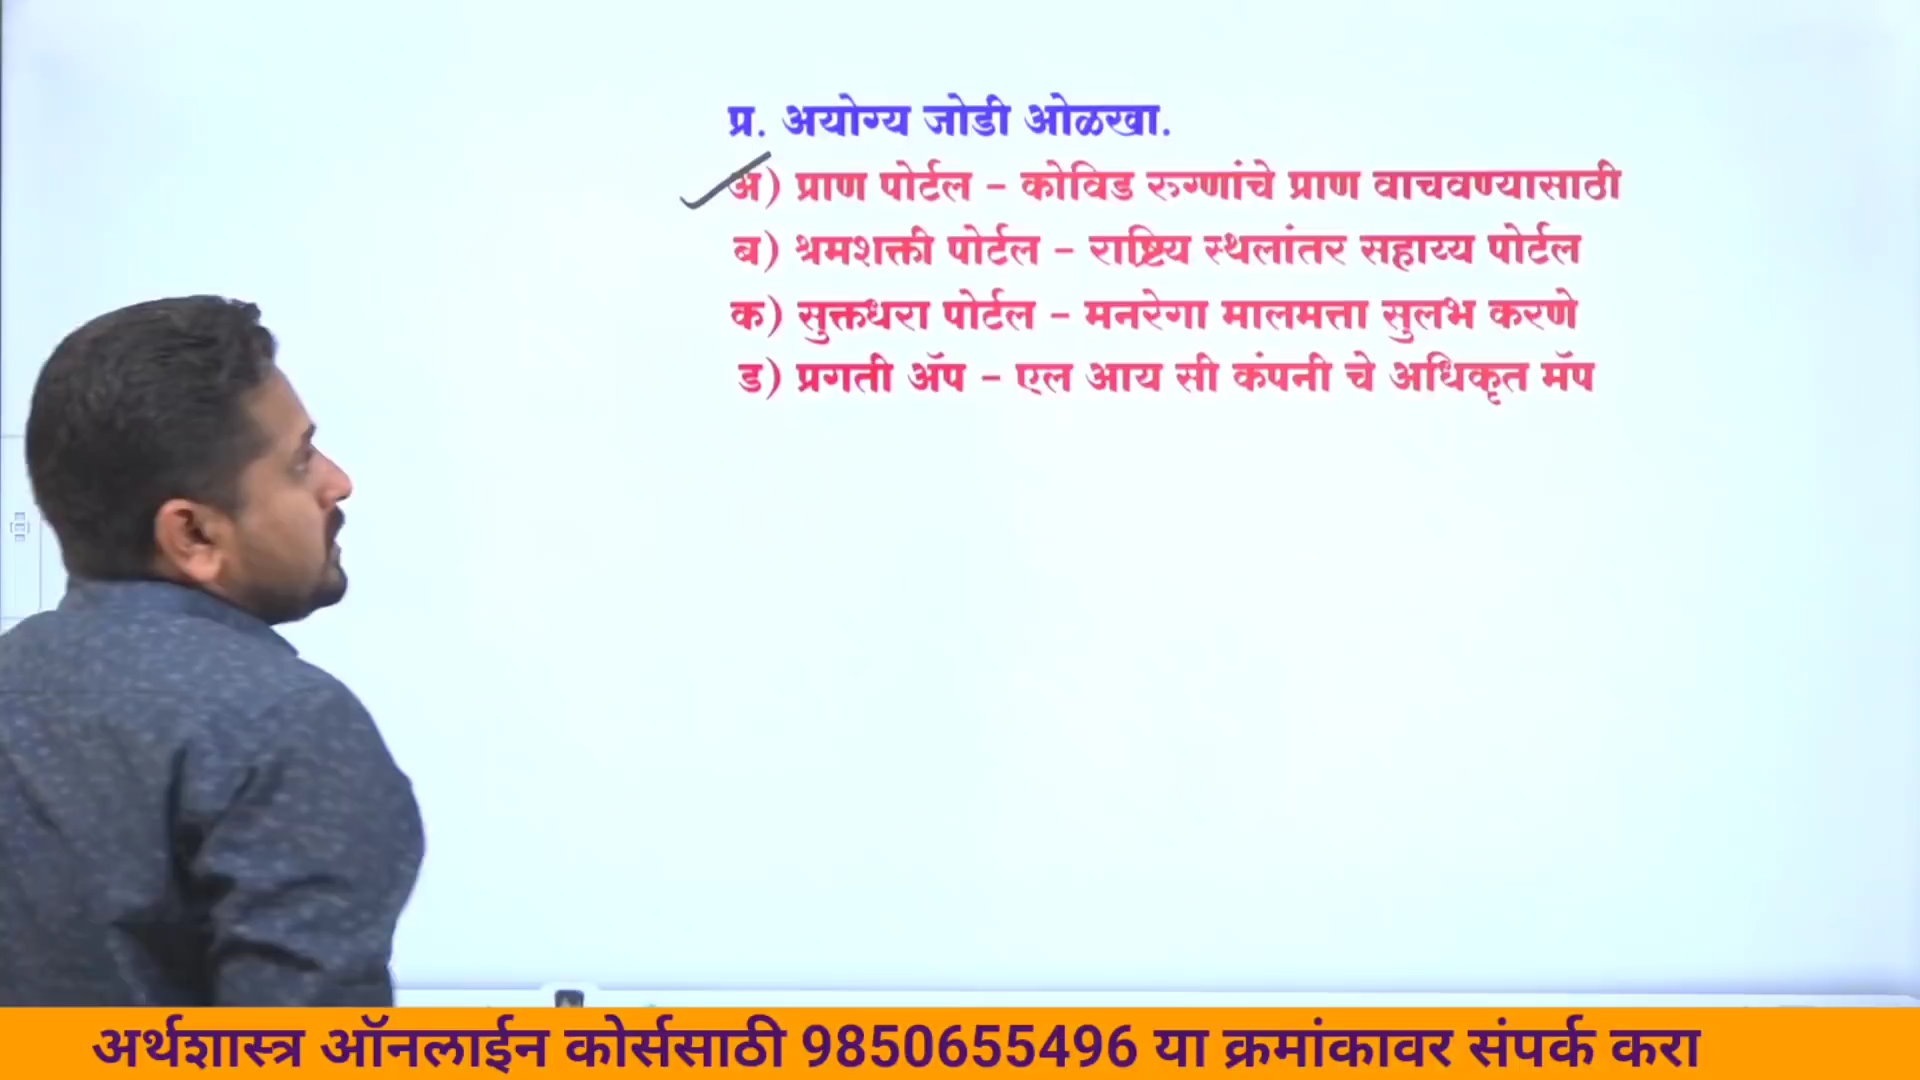 प्र. अयोग्य जोडी ओळखा.
अ) प्राण पोर्टल - कोविड रुग्णांचे प्राण वाचवण्यासाठी
ब) श्रमशक्ती पोर्टल - राष्ट्रिय स्थलांतर सहाय्य पोर्टल
क) सुक्तधरा पोर्टल - मनरेगा मालमत्ता सुलभ करणे
ड) प्रगती ॲप - एल आय सी कंपनी चे अधिकृत मॅप
अर्थशास्त्र ऑनलाईन कोर्ससाठी 9850655496 या क्रमांकावर संपर्क करा